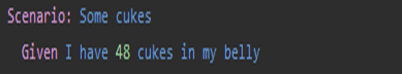 Scenario: Some cukes
Given I have 48 cukes in my belly